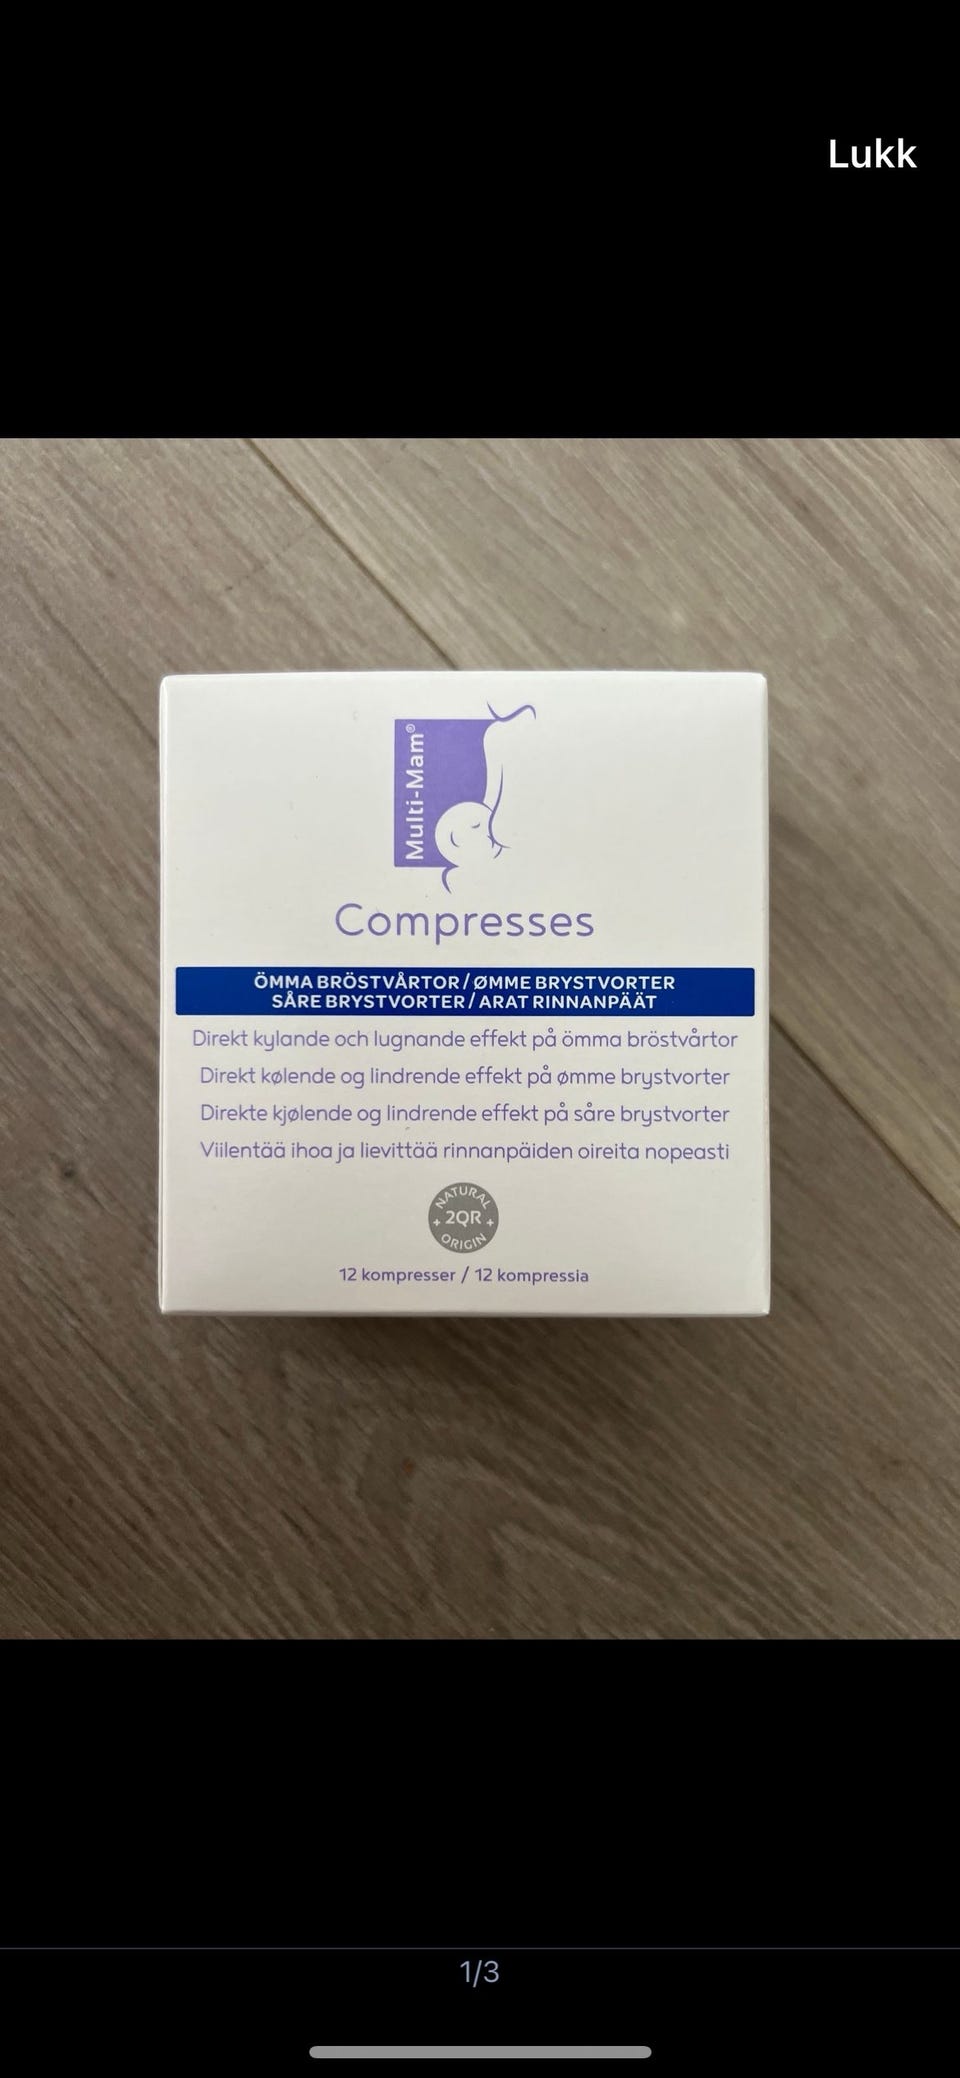 Lukk
Multi-Mam®
Compresses
ÖMMA BRÖSTVÅRTOR / ØMME BRYSTVORTER
SÅRE BRYSTVORTER / ARAT RINNANPÄÄT
Direkt kylande och lugnande effekt på ömma bröstvårtor
Direkt kølende og lindrende effekt på ømme brystvorter
Direkte kjølende og lindrende effekt på såre brystvorter
Viilentää ihoa ja lievittää rinnanpäiden oireita nopeasti
NATURAL
+ 2QR +
ORIGIN
12 kompresser / 12 kompressia
1/3